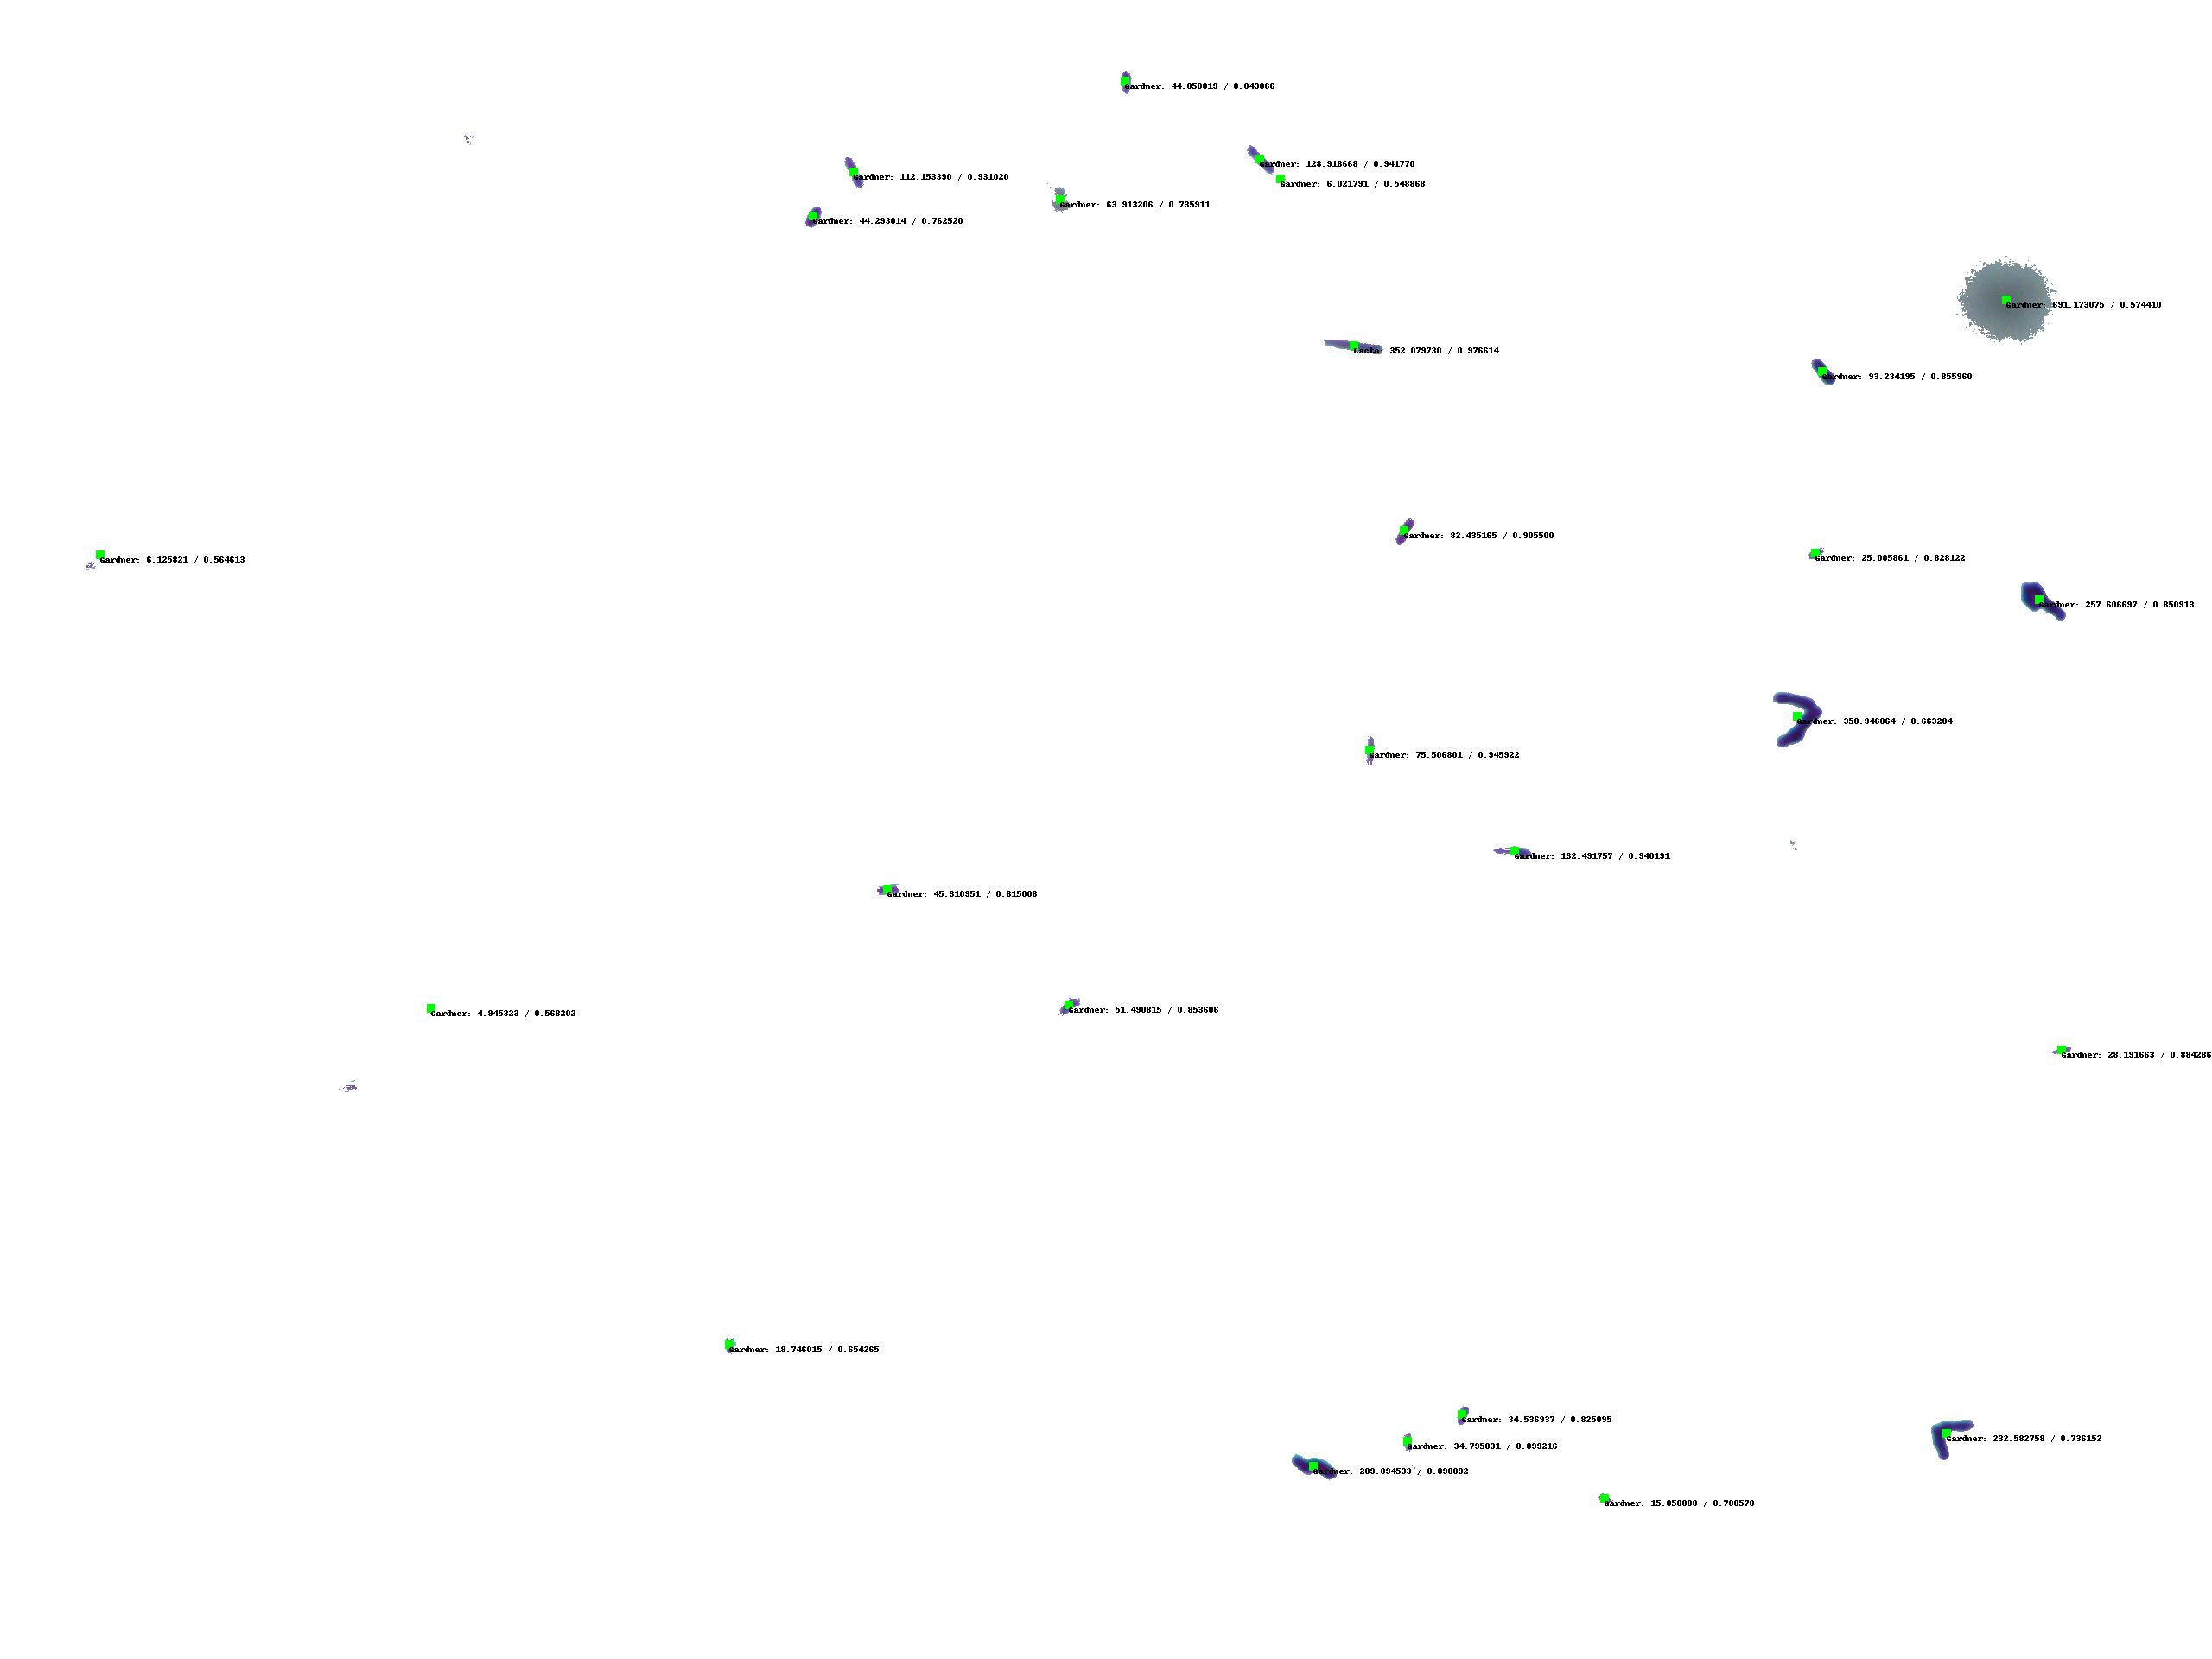 Gardner: 44.858019 / 0.843066
Gardner: 128.918668 / 0.941770
Gardner: 112.153390 / 0.931020
Gardner: 6.021791 / 0.548868
Gardner: 63.913206 / 0.735911
Gardner: 44.293014 / 0.762520
Gardner: 691.173075 / 0.574410
Lacto: 352.079730 / 0.976614
Gardner: 93.234195 / 0.855960
Gardner: 82.435165 / 0.905500
Gardner: 6.125821 / 0.564613
Gardner: 25.005861 / 0.828122
Gardner: 257.606697 / 0.850913
Gardner: 350.946864 / 0.663204
Gardner: 75.506801 / 0.945922
Gardner: 132.491757 / 0.940191
Gardner: 45.310951 / 0.815006
Gardner: 4.945323 / 0.568202
Gardner: 51.490815 / 0.853606
Gardner: 28.191663 / 0.884286
Gardner: 18.746015 / 0.654265
Gardner: 34.536937 / 0.825095
Gardner: 34.795831 / 0.899216
Gardner: 232.582758 / 0.736152
Gardner: 209.894533 / 0.890092
Gardner: 15.850000 / 0.700570